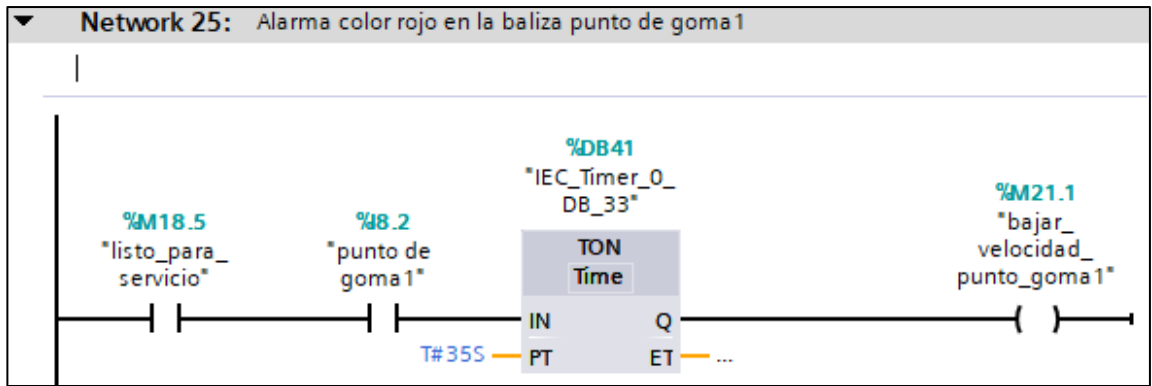 Network 25: Alarma color rojo en la baliza punto de goma1
%DB41
"IEC_Timer_0_
DB_33"
%M18.5
"listo_para_
servicio"
%I8.2
"punto de
goma1"
TON
Time
IN
Q
T#35S
PT
ET
...
%M21.1
"bajar_
velocidad_
punto_goma1"